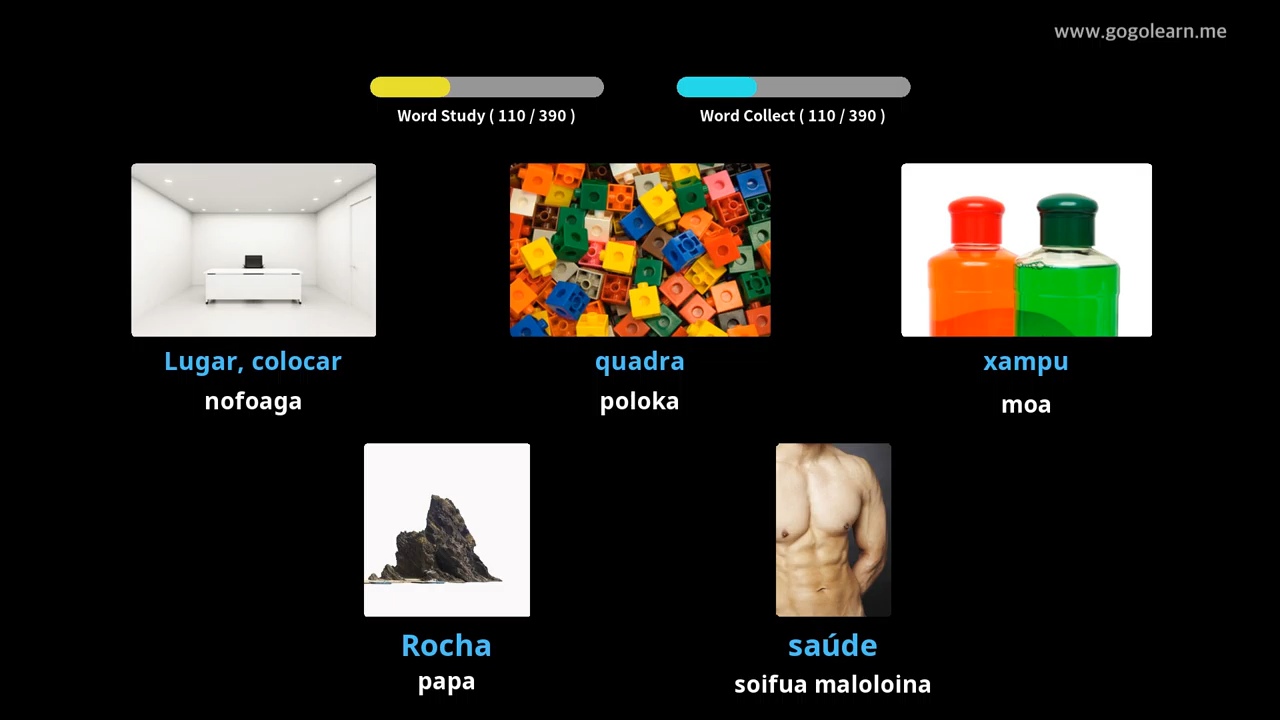 www.gogolearn.me
Word Study ( 110 / 390 )
Word Collect ( 110 / 390 )
Lugar, colocar
nofoaga
quadra
poloka
xampu
moa
Rocha
papa
saúde
soifua maloloina